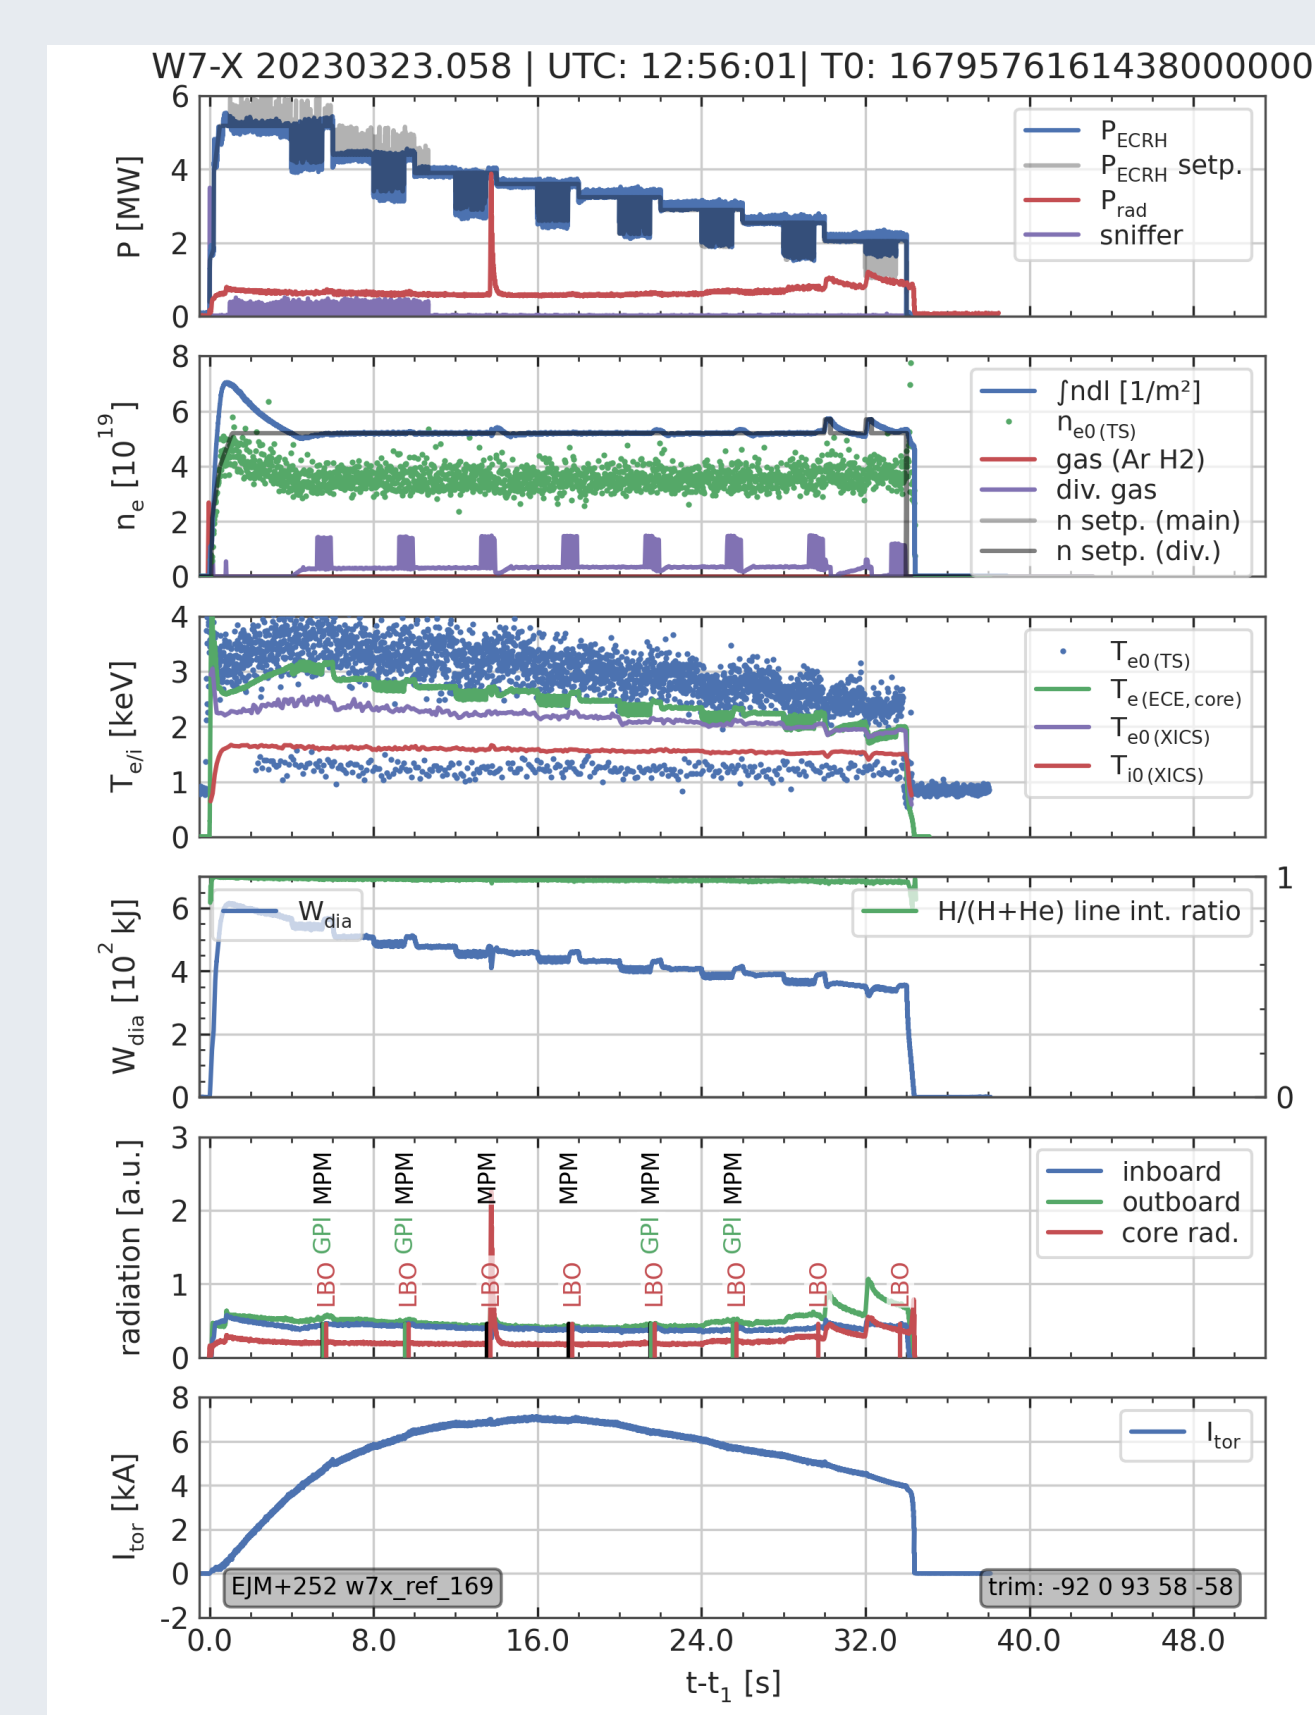 W7-X 20230323.058 | UTC: 12:56:01| T0: 1679576161438000000
P [MW]
6
4
2
0
P_ECRH
P_ECRH setp.
P_rad
sniffer
n_e [10^19]
8
6
4
2
0
∫ndl [1/m²]
n_e0 (TS)
gas (Ar H2)
div. gas
n setp. (main)
n setp. (div.)
T_e/i [keV]
4
3
2
1
0
T_e0 (TS)
T_e (ECE, core)
T_e0 (XICS)
T_i0 (XICS)
W_dia [10^2 kJ]
6
4
2
0
W_dia
H/(H+He) line int. ratio
1
0
radiation [a.u.]
3
2
1
0
MPM MPM MPM MPM MPM MPM
GPI GPI GPI GPI
LBO LBO LBO LBO LBO LBO LBO LBO
inboard
outboard
core rad.
I_tor [kA]
8
6
4
2
0
-2
I_tor
EJM+252 w7x_ref_169
trim: -92 0 93 58 -58
0.0 8.0 16.0 24.0 32.0 40.0 48.0
t-t_1 [s]